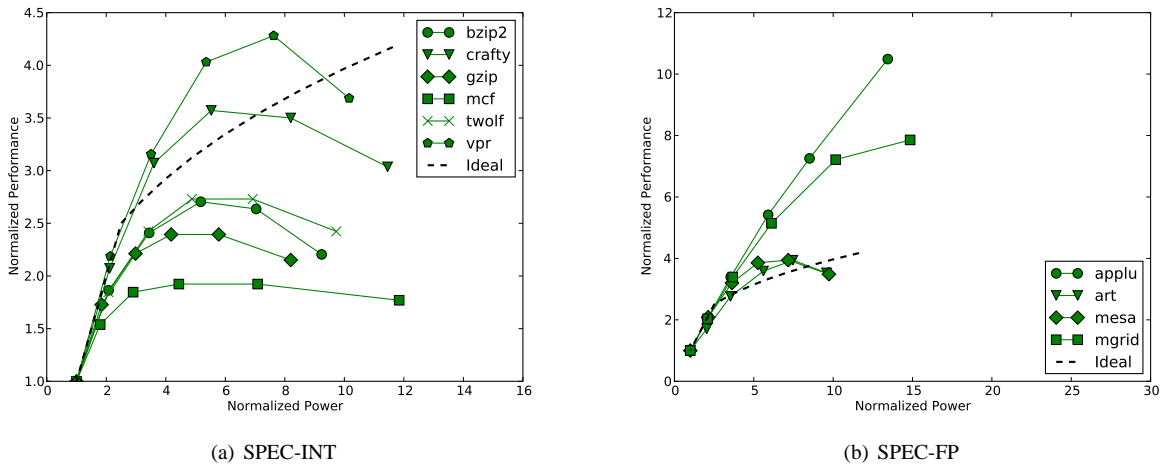 4.5
4.0
3.5
3.0
2.5
2.0
1.5
1.0
0 2 4 6 8 10 12 14 16
Normalized Performance
Normalized Power
bzip2
crafty
gzip
mcf
twolf
vpr
Ideal
(a) SPEC-INT
12
10
8
6
4
2
0
0 5 10 15 20 25 30
Normalized Performance
Normalized Power
applu
art
mesa
mgrid
Ideal
(b) SPEC-FP